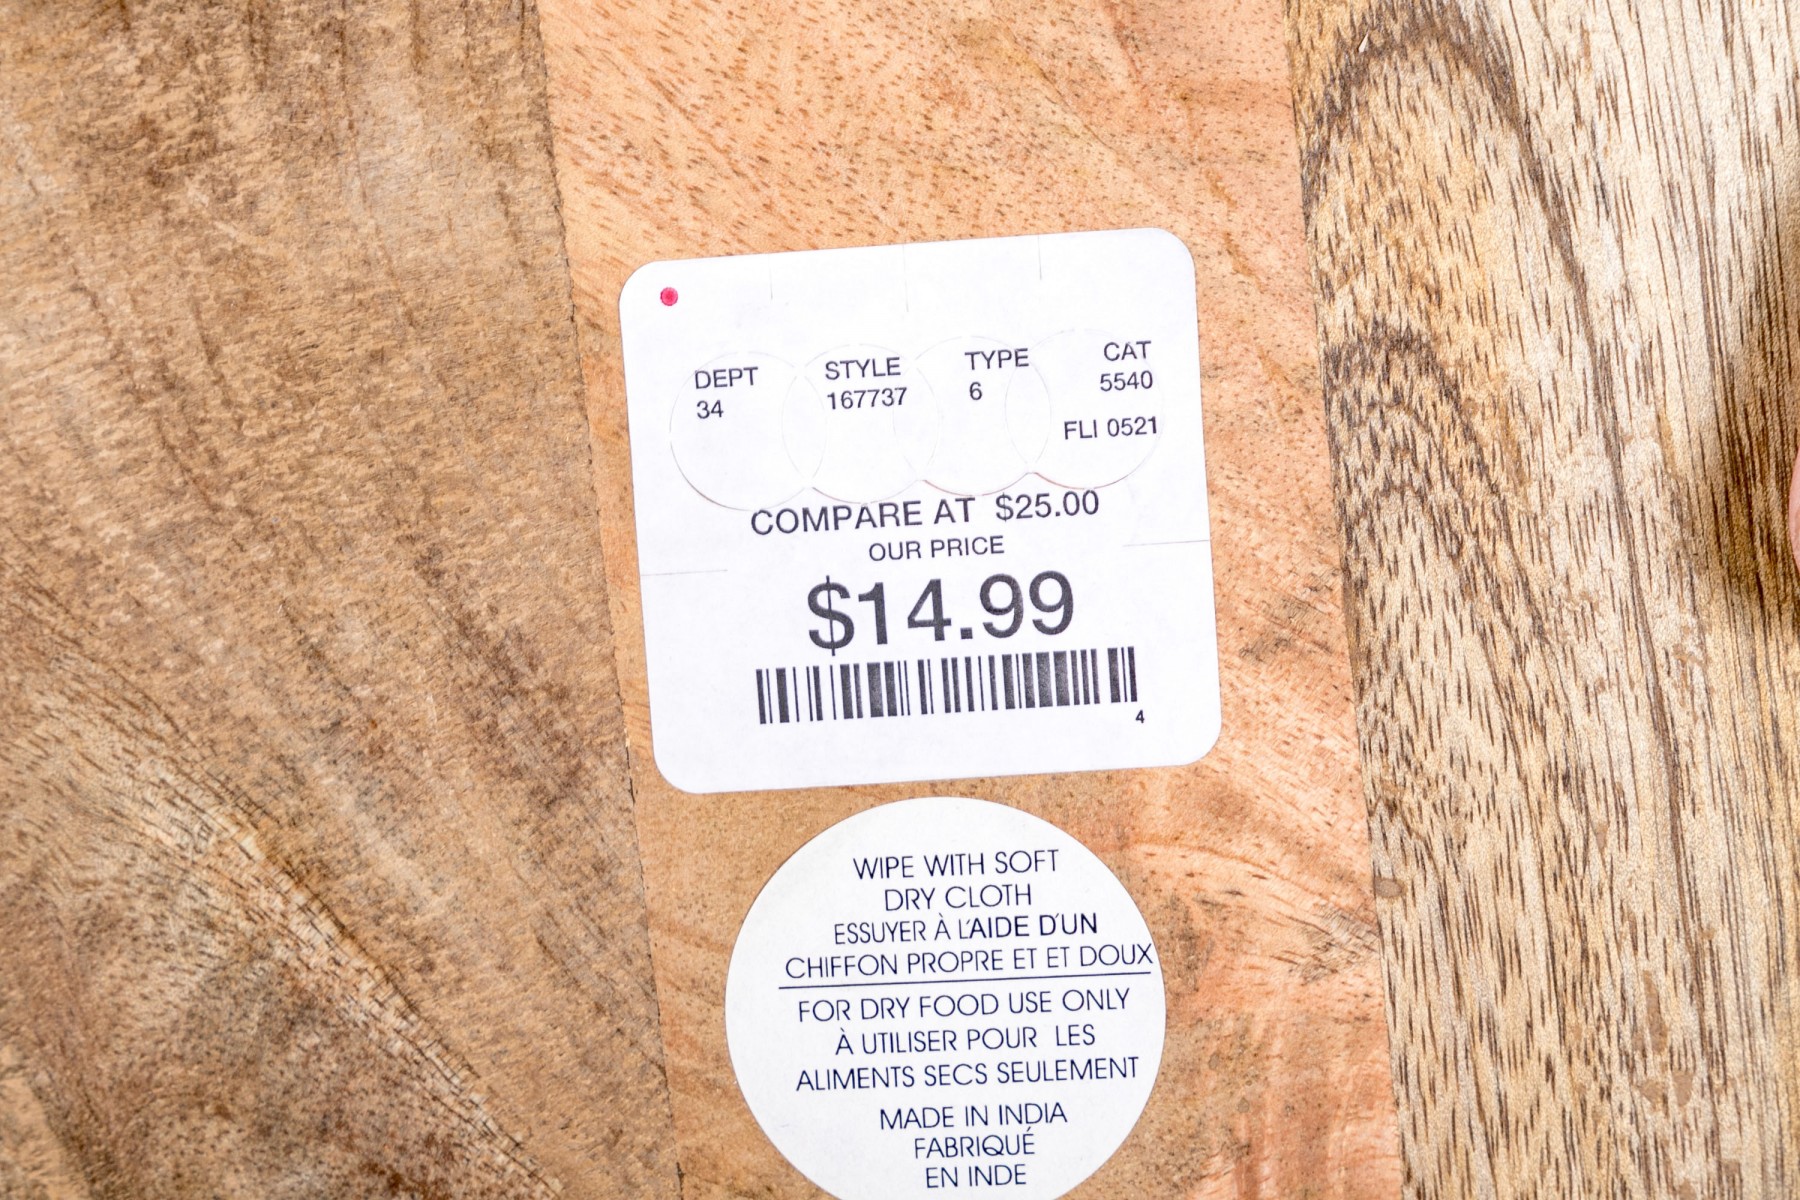 DEPT STYLE TYPE CAT
34 167737 6 5540
FLI 0521
COMPARE AT $25.00
OUR PRICE
$14.99
4
WIPE WITH SOFT
DRY CLOTH
ESSUYER À L'AIDE D'UN
CHIFFON PROPRE ET ET DOUX
FOR DRY FOOD USE ONLY
À UTILISER POUR LES
ALIMENTS SECS SEULEMENT
MADE IN INDIA
FABRIQUÉ
EN INDE